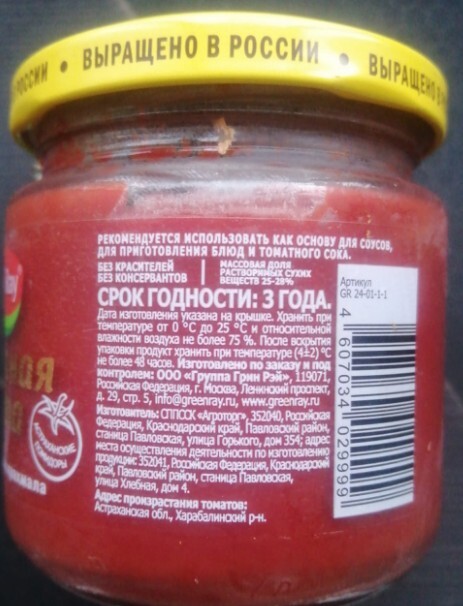 РОССИИ • ВЫРАЩЕНО В РОССИИ • ВЫРАЩЕНО В
РЕКОМЕНДУЕТСЯ ИСПОЛЬЗОВАТЬ КАК ОСНОВУ ДЛЯ СОУСОВ,
ДЛЯ ПРИГОТОВЛЕНИЯ БЛЮД И ТОМАТНОГО СОКА.
БЕЗ КРАСИТЕЛЕЙ
БЕЗ КОНСЕРВАНТОВ
МАССОВАЯ ДОЛЯ
РАСТВОРИМЫХ СУХИХ
ВЕЩЕСТВ 25-28%
СРОК ГОДНОСТИ: 3 ГОДА.
Дата изготовления указана на крышке. Хранить при
температуре от 0 °С до 25 °С и относительной
влажности воздуха не более 75 %. После вскрытия
упаковки продукт хранить при температуре (4±2) °С
не более 48 часов. Изготовлено по заказу и под
контролем: ООО «Группа Грин Рэй», 119071,
Российская Федерация, г. Москва, Ленинский проспект,
д. 29, стр. 5, info@greenray.ru, www.greenray.ru
Изготовитель: СППССК «Агроторг», 352040, Российская
Федерация, Краснодарский край, Павловский район,
станица Павловская, улица Горького, дом 354; адрес
места осуществления деятельности по изготовлению
продукции: 352041, Российская Федерация, Краснодарский
край, Павловский район, станица Павловская,
улица Хлебная, дом 4.
Адрес произрастания томатов:
Астраханская обл., Харабалинский р-н.
Артикул
GR 24-01-1-1
4 607034 029999
АСТРАХАНСКИЕ
ПОМИДОРЫ